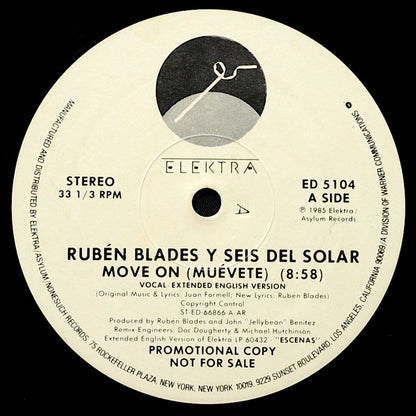 ELEKTRA
STEREO
33 1/3 RPM
ED 5104
A SIDE
℗ 1985 Elektra/
Asylum Records
A
RUBÉN BLADES Y SEIS DEL SOLAR
MOVE ON (MUÉVETE) (8:58)
VOCAL: EXTENDED ENGLISH VERSION
(Original Music & Lyrics: Juan Formell; New Lyrics: Rubén Blades)
Copyright Control
ST-ED 66866-A-AR
Produced by Rubén Blades and John "Jellybean" Benitez
Remix Engineers: Doc Dougherty & Michael Hutchinson
Extended English Version of Elektra LP 60432 - "ESCENAS"
PROMOTIONAL COPY
NOT FOR SALE
MANUFACTURED AND DISTRIBUTED BY ELEKTRA/ASYLUM/NONESUCH RECORDS, 75 ROCKEFELLER PLAZA, NEW YORK, NEW YORK 10019, 9229 SUNSET BOULEVARD, LOS ANGELES, CALIFORNIA 90069/A DIVISION OF WARNER COMMUNICATIONS